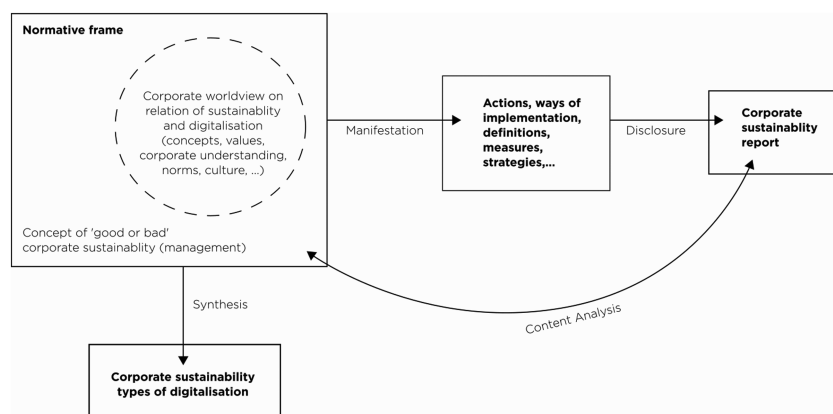 Normative frame
Corporate worldview on
relation of sustainablity
and digitalisation
(concepts, values,
corporate understanding,
norms, culture, ...)
Concept of 'good or bad'
corporate sustainablity (management)
Manifestation
Actions, ways of
implementation,
definitions,
measures,
strategies,...
Disclosure
Corporate
sustainablity
report
Content Analysis
Synthesis
Corporate sustainability
types of digitalisation